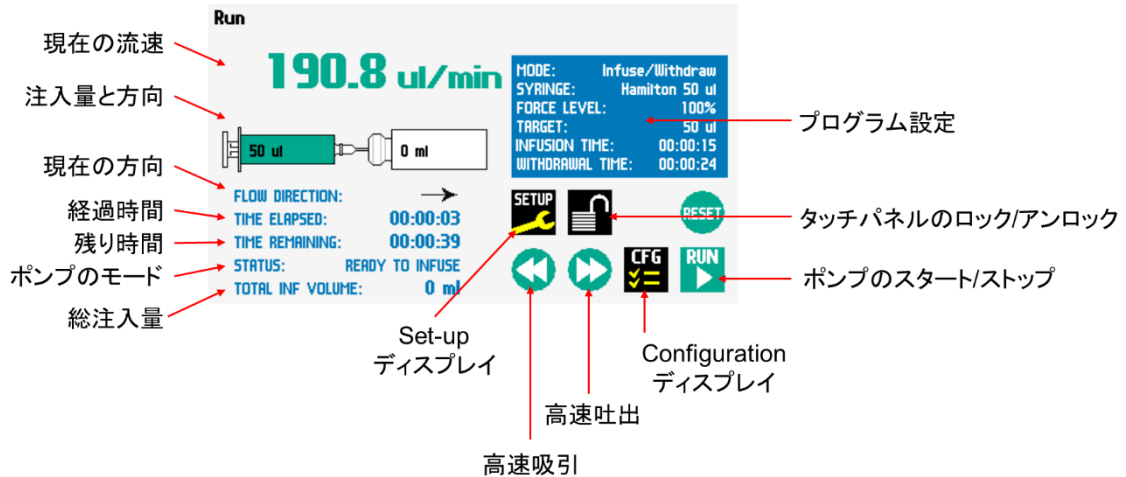 Run
現在の流速
190.8 ul/min
注入量と方向
50 ul
0 ml
MODE: Infuse/Withdraw
SYRINGE: Hamilton 50 ul
FORCE LEVEL: 100%
TARGET: 50 ul
INFUSION TIME: 00:00:15
WITHDRAWAL TIME: 00:00:24
プログラム設定
現在の方向
FLOW DIRECTION:
経過時間
TIME ELAPSED: 00:00:03
残り時間
TIME REMAINING: 00:00:39
ポンプのモード
STATUS: READY TO INFUSE
総注入量
TOTAL INF VOLUME: 0 ml
SETUP
RESET
タッチパネルのロック/アンロック
CFG
RUN
ポンプのスタート/ストップ
Set-up
ディスプレイ
Configuration
ディスプレイ
高速吐出
高速吸引